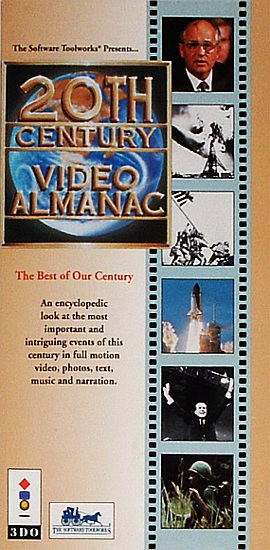 The Software Toolworks® Presents...
20TH
CENTURY
VIDEO
ALMANAC
The Best of Our Century
An encyclopedic
look at the most
important and
intriguing events of this
century in full motion
video, photos, text,
music and narration.
3DO
THE SOFTWARE TOOLWORKS